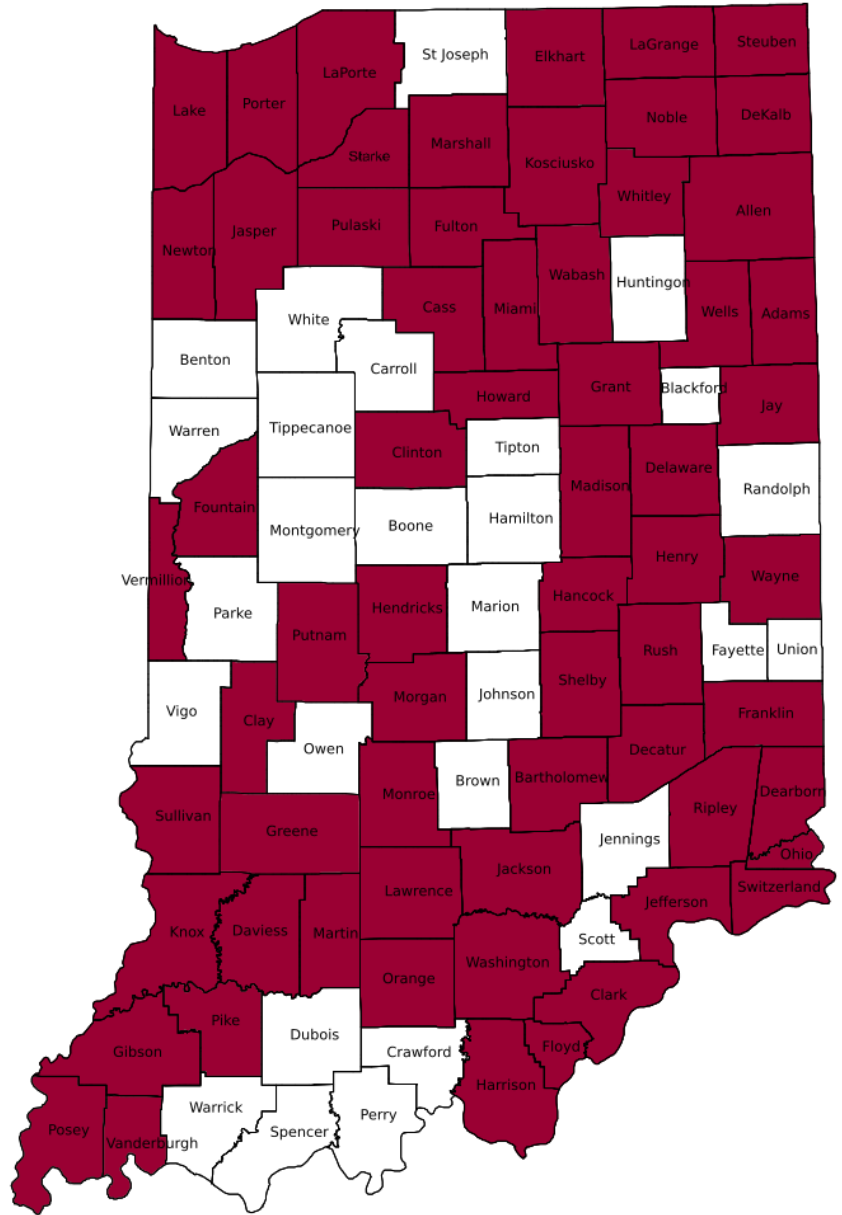 St Joseph
Elkhart
LaGrange
Steuben
LaPorte
Lake
Porter
Noble
DeKalb
Starke
Marshall
Kosciusko
Whitley
Allen
Newton
Jasper
Pulaski
Fulton
Wabash
Huntingon
Cass
Miami
Wells
Adams
White
Benton
Carroll
Howard
Grant
Blackford
Jay
Warren
Tippecanoe
Clinton
Tipton
Madison
Delaware
Randolph
Fountain
Montgomery
Boone
Hamilton
Henry
Wayne
Vermillion
Parke
Hendricks
Marion
Hancock
Putnam
Rush
Fayette
Union
Vigo
Clay
Morgan
Johnson
Shelby
Franklin
Owen
Decatur
Monroe
Brown
Bartholomew
Dearborn
Sullivan
Greene
Ripley
Jennings
Ohio
Lawrence
Jackson
Jefferson
Switzerland
Knox
Daviess
Martin
Scott
Orange
Washington
Clark
Pike
Dubois
Gibson
Crawford
Floyd
Harrison
Posey
Vanderburgh
Warrick
Spencer
Perry